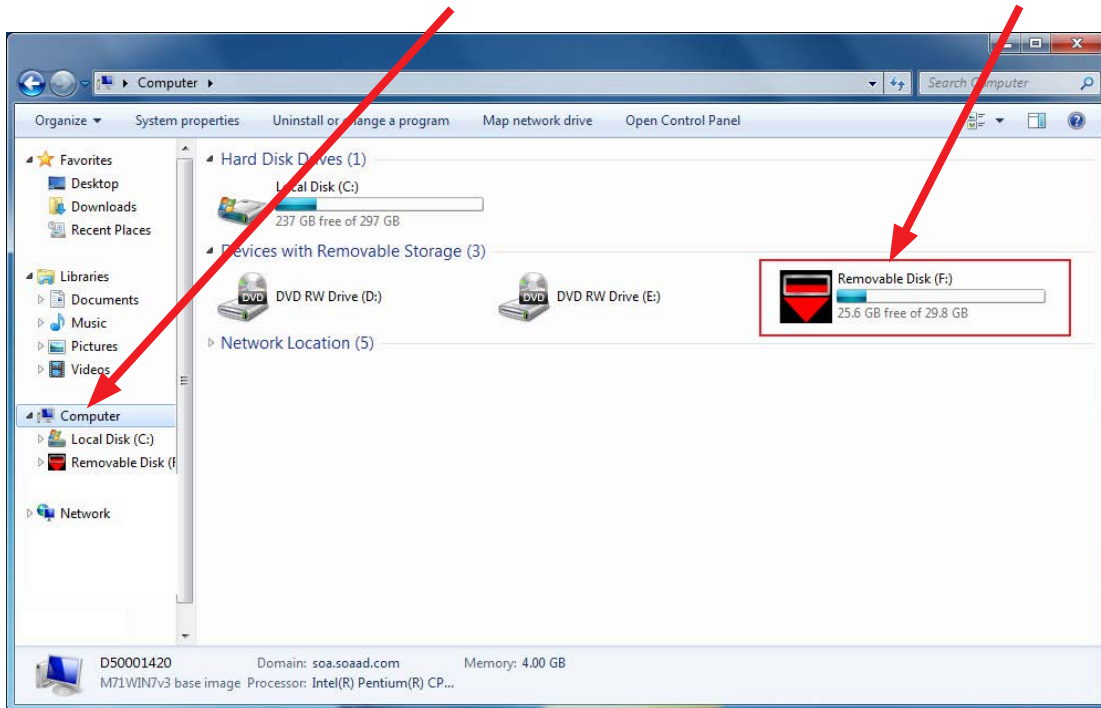 Computer
Search Computer
Organize
System properties
Uninstall or change a program
Map network drive
Open Control Panel
Favorites
Desktop
Downloads
Recent Places
Libraries
Documents
Music
Pictures
Videos
Computer
Local Disk (C:)
Removable Disk (F
Network
Hard Disk Drives (1)
Local Disk (C:)
237 GB free of 297 GB
Devices with Removable Storage (3)
DVD DVD RW Drive (D:)
DVD DVD RW Drive (E:)
Removable Disk (F:)
25.6 GB free of 29.8 GB
Network Location (5)
D50001420 Domain: soa.soaad.com Memory: 4.00 GB
M71WIN7v3 base image Processor: Intel(R) Pentium(R) CP...